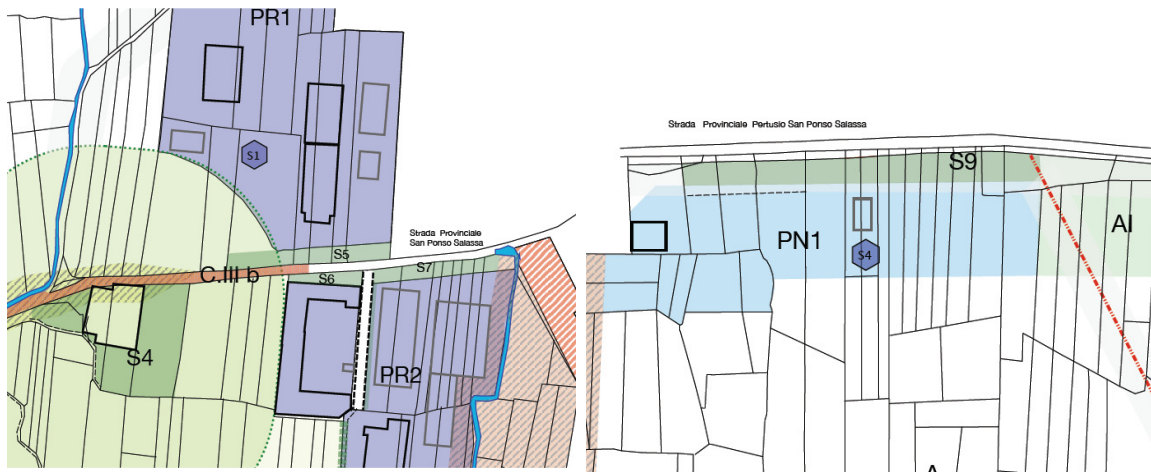 PR1
S1
Strada Provinciale
San Ponso Salassa
S5
C.III b
S6
S7
S4
PR2
Strada Provinciale Pertusio San Ponso Salassa
S9
AI
PN1
S4
A